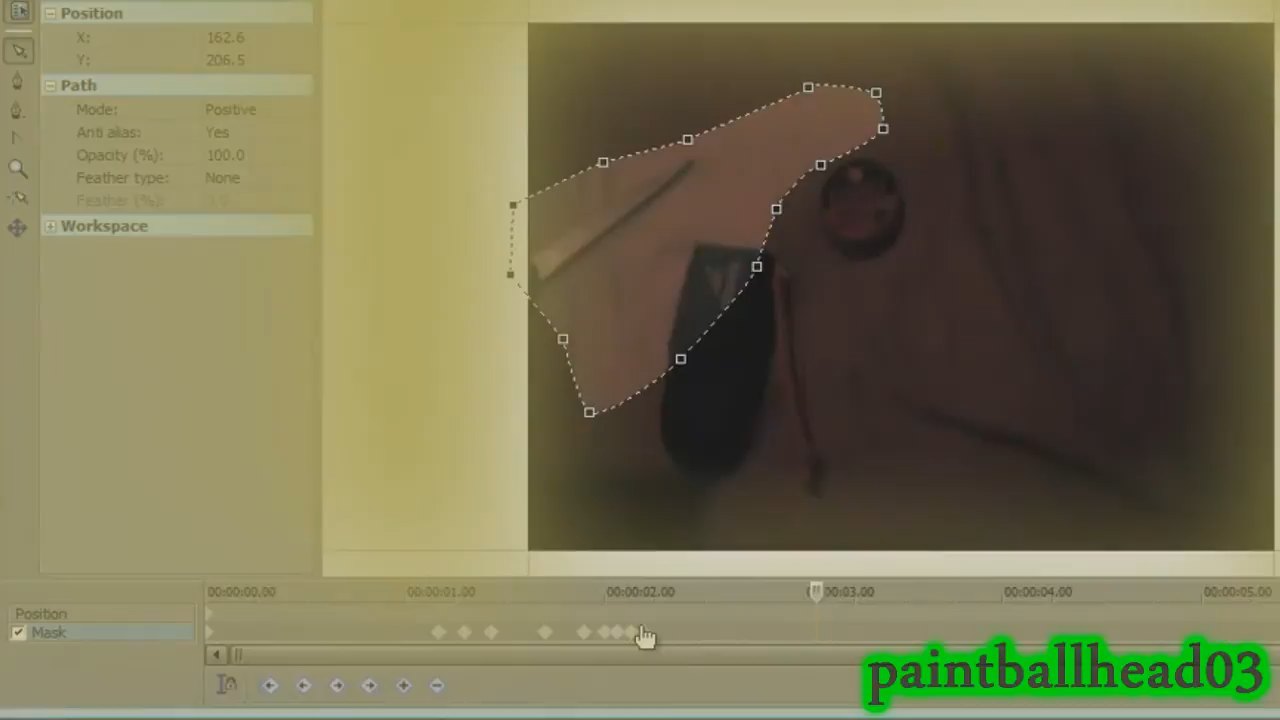 Position
X: 162.6
Y: 206.5
Path
Mode: Positive
Anti alias: Yes
Opacity (%): 100.0
Feather type: None
Feather (%):
Workspace
00:00:00.00 00:00:01.00 00:00:02.00 00:00:03.00 00:00:04.00 00:00:05.00
Position
Mask
paintballhead03